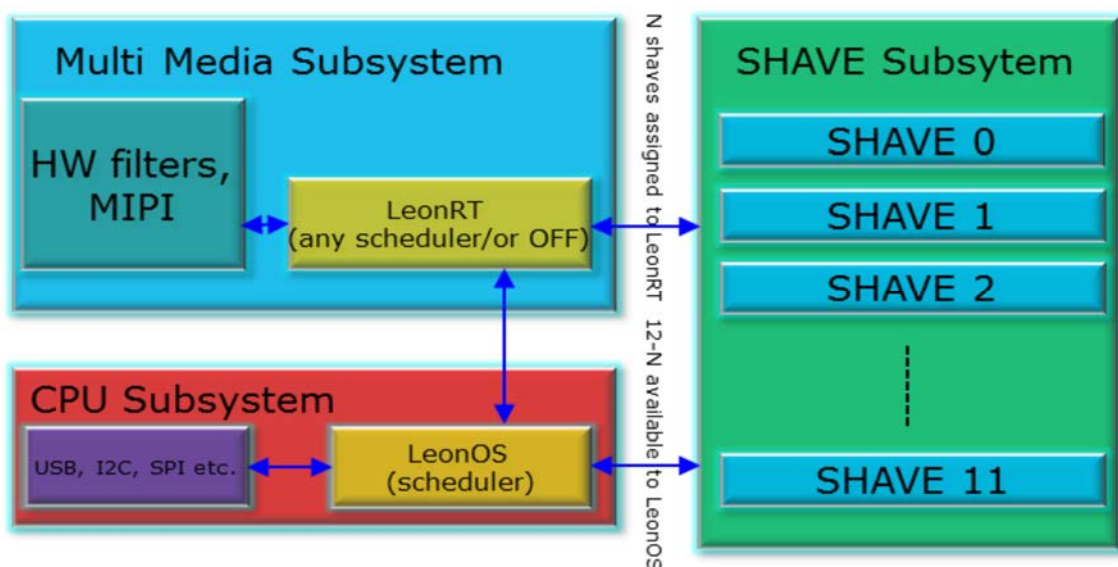 Multi Media Subsystem
HW filters,
MIPI
LeonRT
(any scheduler/or OFF)
CPU Subsystem
USB, I2C, SPI etc.
LeonOS
(scheduler)
N shaves assigned to LeonRT 12-N available to LeonOS
SHAVE Subsytem
SHAVE 0
SHAVE 1
SHAVE 2
SHAVE 11